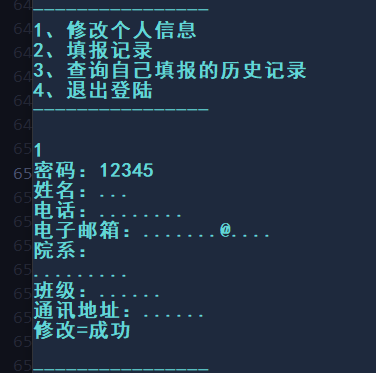 ----------------
1、修改个人信息
2、填报记录
3、查询自己填报的历史记录
4、退出登陆
----------------
1
密码：12345
姓名：...
电话：........
电子邮箱：.......@....
院系：
.........
班级：......
通讯地址：......
修改=成功
----------------